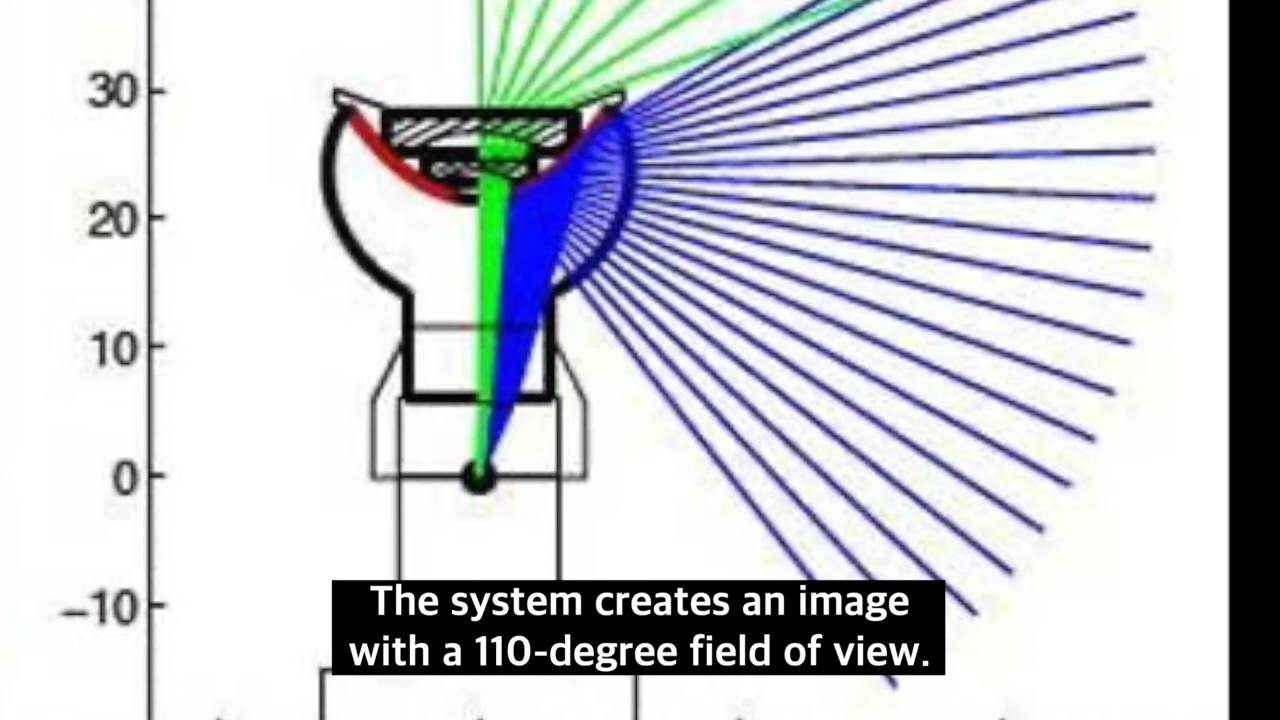 30
20
10
0
−10
The system creates an image
with a 110-degree field of view.